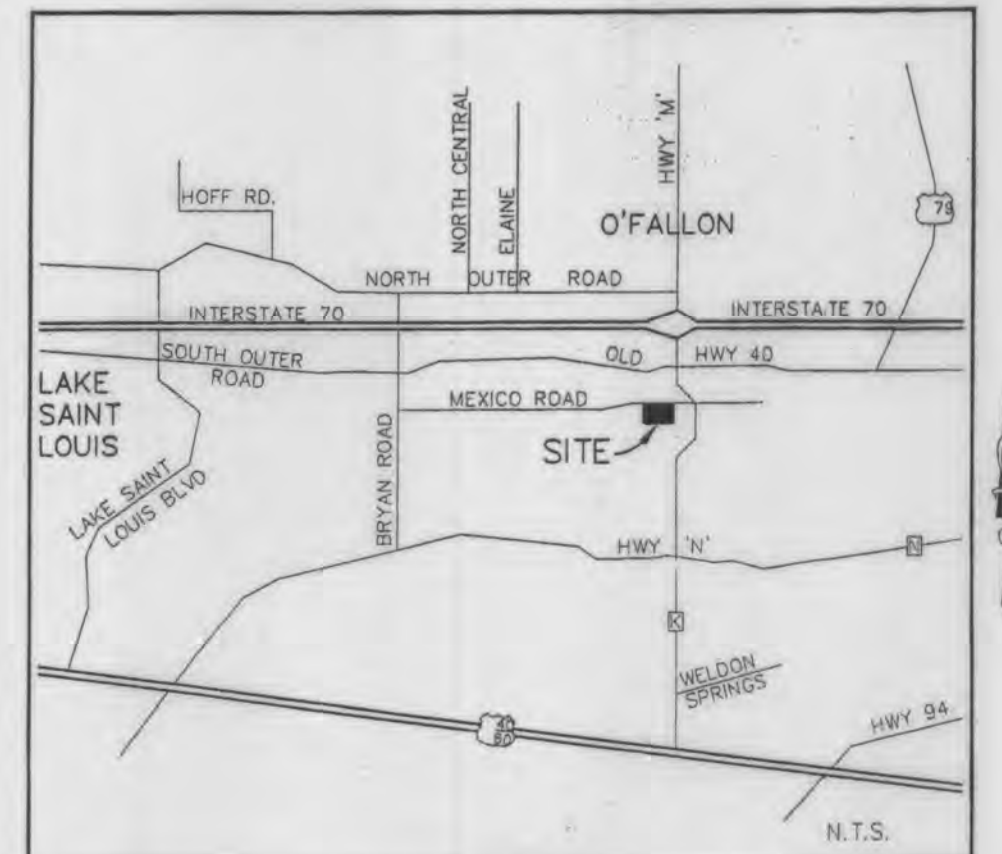 HWY 'M'
NORTH CENTRAL
ELAINE
HOFF RD.
O'FALLON
79
NORTH OUTER ROAD
INTERSTATE 70
INTERSTATE 70
SOUTH OUTER
ROAD
OLD HWY 40
LAKE
SAINT
LOUIS
MEXICO ROAD
SITE
BRYAN ROAD
LAKE SAINT
LOUIS BLVD
HWY 'N'
N
K
WELDON
SPRINGS
HWY 94
40
N.T.S.